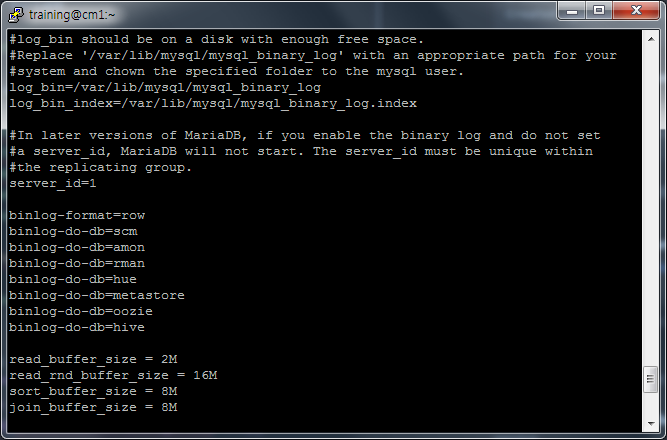 training@cm1:~
#log_bin should be on a disk with enough free space.
#Replace '/var/lib/mysql/mysql_binary_log' with an appropriate path for your
#system and chown the specified folder to the mysql user.
log_bin=/var/lib/mysql/mysql_binary_log
log_bin_index=/var/lib/mysql/mysql_binary_log.index
#In later versions of MariaDB, if you enable the binary log and do not set
#a server_id, MariaDB will not start. The server_id must be unique within
#the replicating group.
server_id=1
binlog-format=row
binlog-do-db=scm
binlog-do-db=amon
binlog-do-db=rman
binlog-do-db=hue
binlog-do-db=metastore
binlog-do-db=oozie
binlog-do-db=hive
read_buffer_size = 2M
read_rnd_buffer_size = 16M
sort_buffer_size = 8M
join_buffer_size = 8M